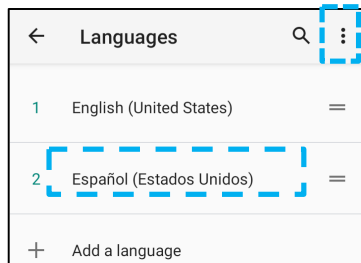 Languages
1 English (United States)
2 Español (Estados Unidos)
Add a language